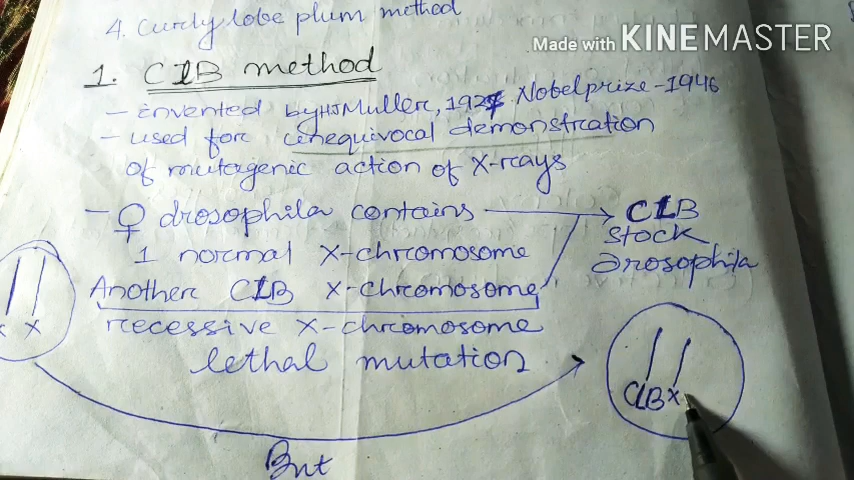 4. Curly lobe plum method
Made with KINEMASTER
1. ClB method
- invented by HJ Muller, 1927 Nobel prize - 1946
- used for unequivocal demonstration
of mutagenic action of X-rays
- ♀ drosophila contains → ClB
stock
Drosophila
1 normal X-chromosome
Another ClB X-chromosome
recessive X-chromosome
lethal mutation
X X
ClB X
But